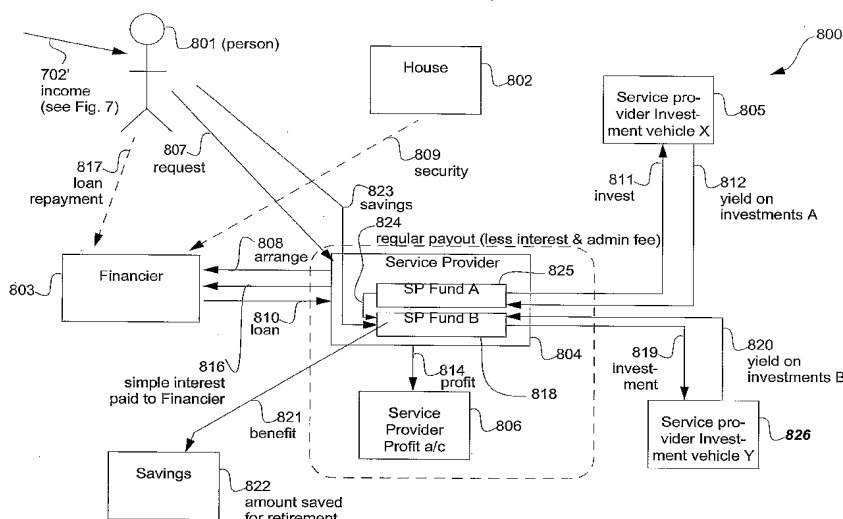 801 (person)
800
702'
income
(see Fig. 7)
House
802
Service pro-
vider Invest-
ment vehicle X
805
817
loan
repayment
807
request
809
security
823
savings
811
invest
812
yield on
investments A
824
regular payout (less interest & admin fee)
803
Financier
808
arrange
Service Provider
825
SP Fund A
SP Fund B
810
loan
804
816
simple interest
paid to Financier
814
profit
818
819
invest-
ment
820
yield on
investments B
821
benefit
Service
Provider
Profit a/c
806
Service pro-
vider Invest-
ment vehicle Y
826
Savings
822
amount saved
for retirement